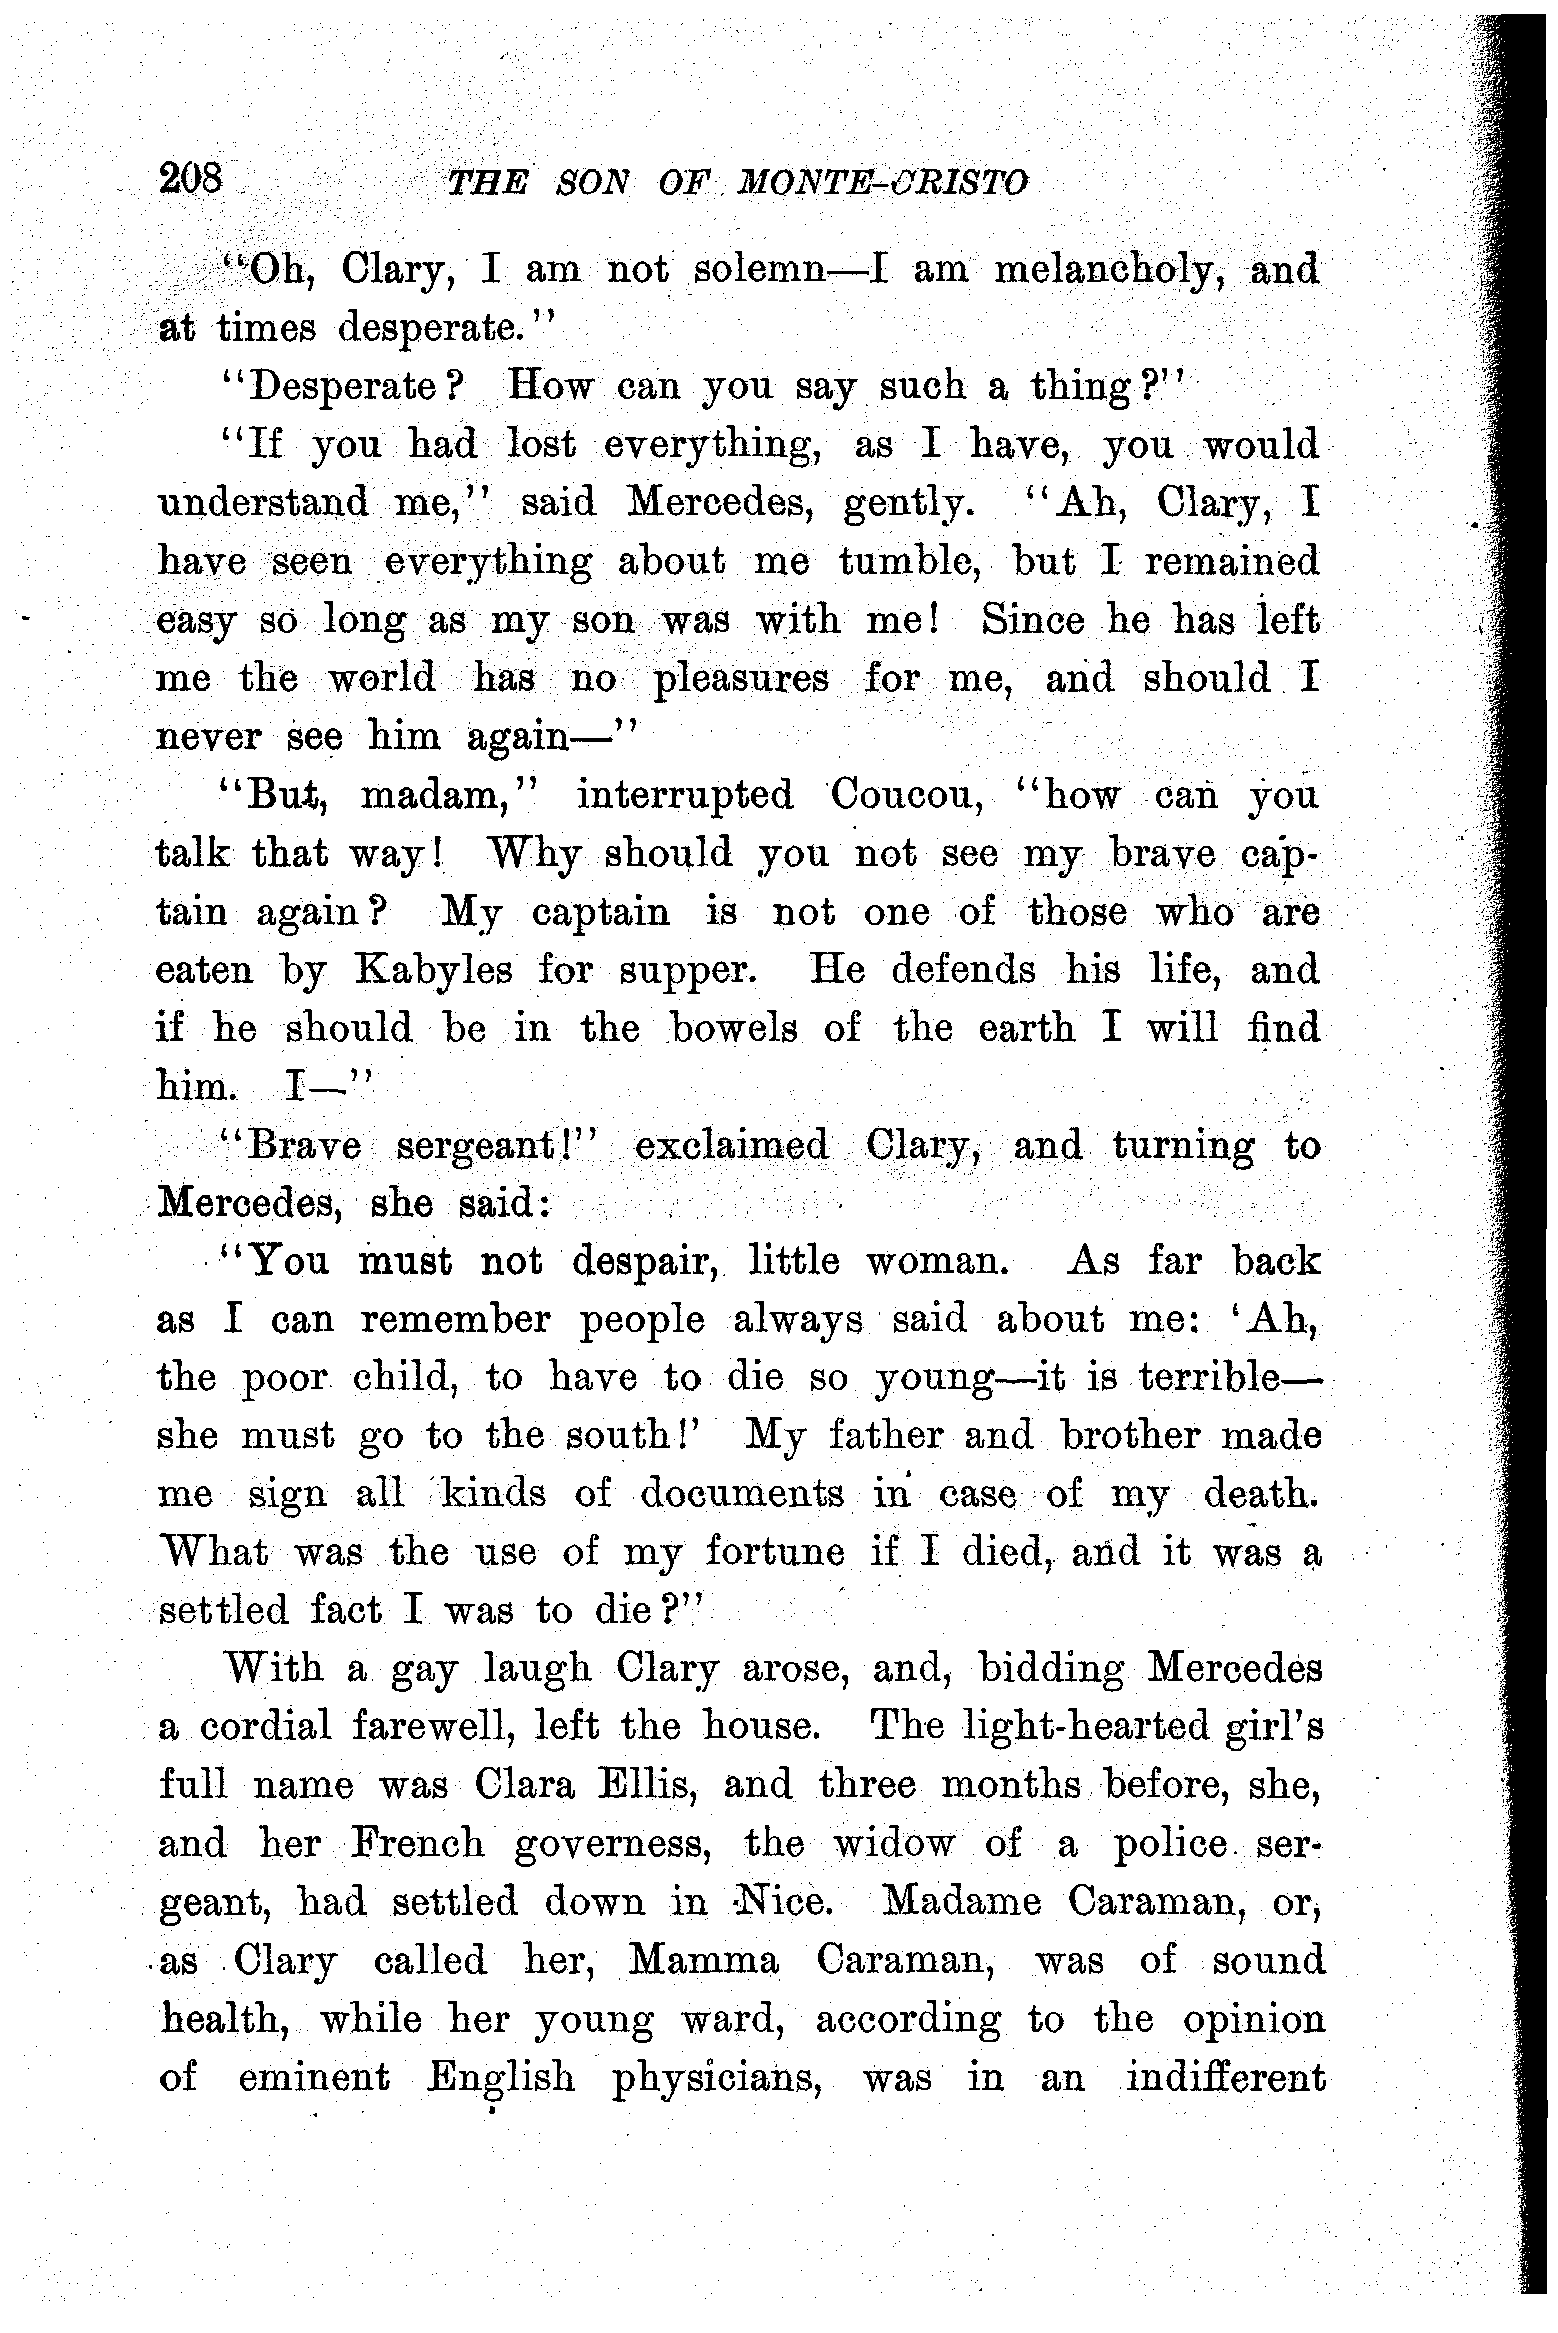 208 THE SON OF MONTE-CRISTO
"Oh, Clary, I am not solemn—I am melancholy, and
at times desperate."
"Desperate? How can you say such a thing?"
"If you had lost everything, as I have, you would
understand me," said Mercedes, gently. "Ah, Clary, I
have seen everything about me tumble, but I remained
easy so long as my son was with me! Since he has left
me the world has no pleasures for me, and should I
never see him again—"
"But, madam," interrupted Coucou, "how can you
talk that way! Why should you not see my brave cap-
tain again? My captain is not one of those who are
eaten by Kabyles for supper. He defends his life, and
if he should be in the bowels of the earth I will find
him. I—"
"Brave sergeant!" exclaimed Clary, and turning to
Mercedes, she said:
"You must not despair, little woman. As far back
as I can remember people always said about me: 'Ah,
the poor child, to have to die so young—it is terrible—
she must go to the south!' My father and brother made
me sign all kinds of documents in case of my death.
What was the use of my fortune if I died, and it was a
settled fact I was to die?"
With a gay laugh Clary arose, and, bidding Mercedes
a cordial farewell, left the house. The light-hearted girl's
full name was Clara Ellis, and three months before, she,
and her French governess, the widow of a police ser-
geant, had settled down in Nice. Madame Caraman, or,
as Clary called her, Mamma Caraman, was of sound
health, while her young ward, according to the opinion
of eminent English physicians, was in an indifferent